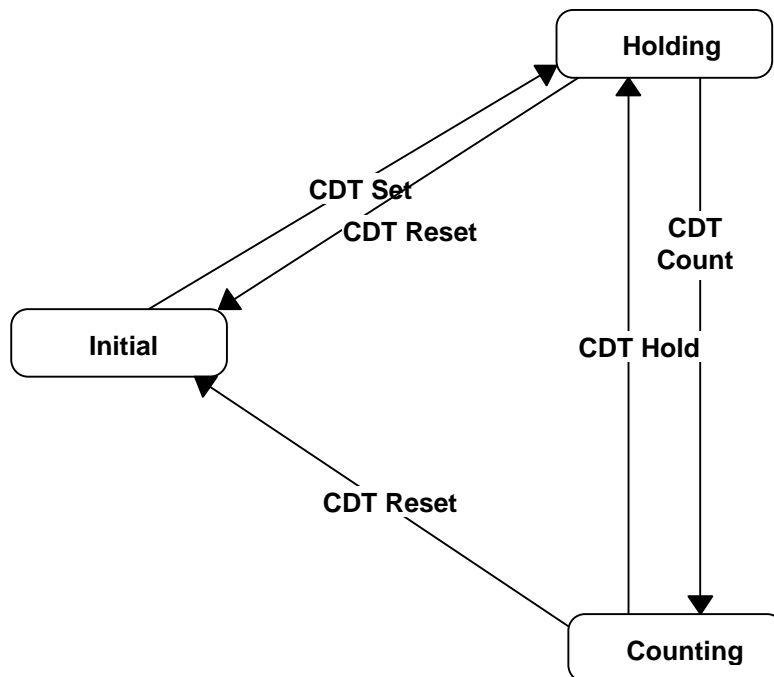 Holding
CDT Set
CDT Reset
CDT
Count
Initial
CDT Hold
CDT Reset
Counting